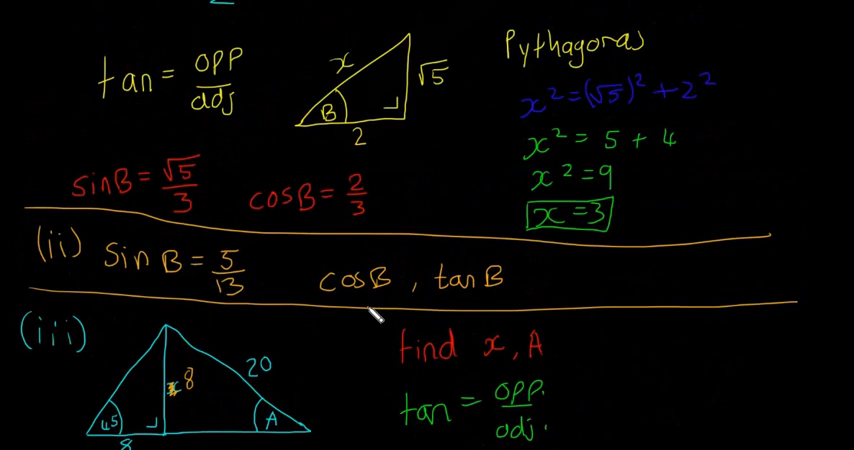 tan = opp/adj
x
√5
B
2
Pythagoras
x² = (√5)² + 2²
x² = 5 + 4
x² = 9
x = 3
sinB = √5/3 cosB = 2/3
(ii) sinB = 5/13 cosB, tanB
(iii)
20
8
45
A
8
find x, A
tan = opp./adj.